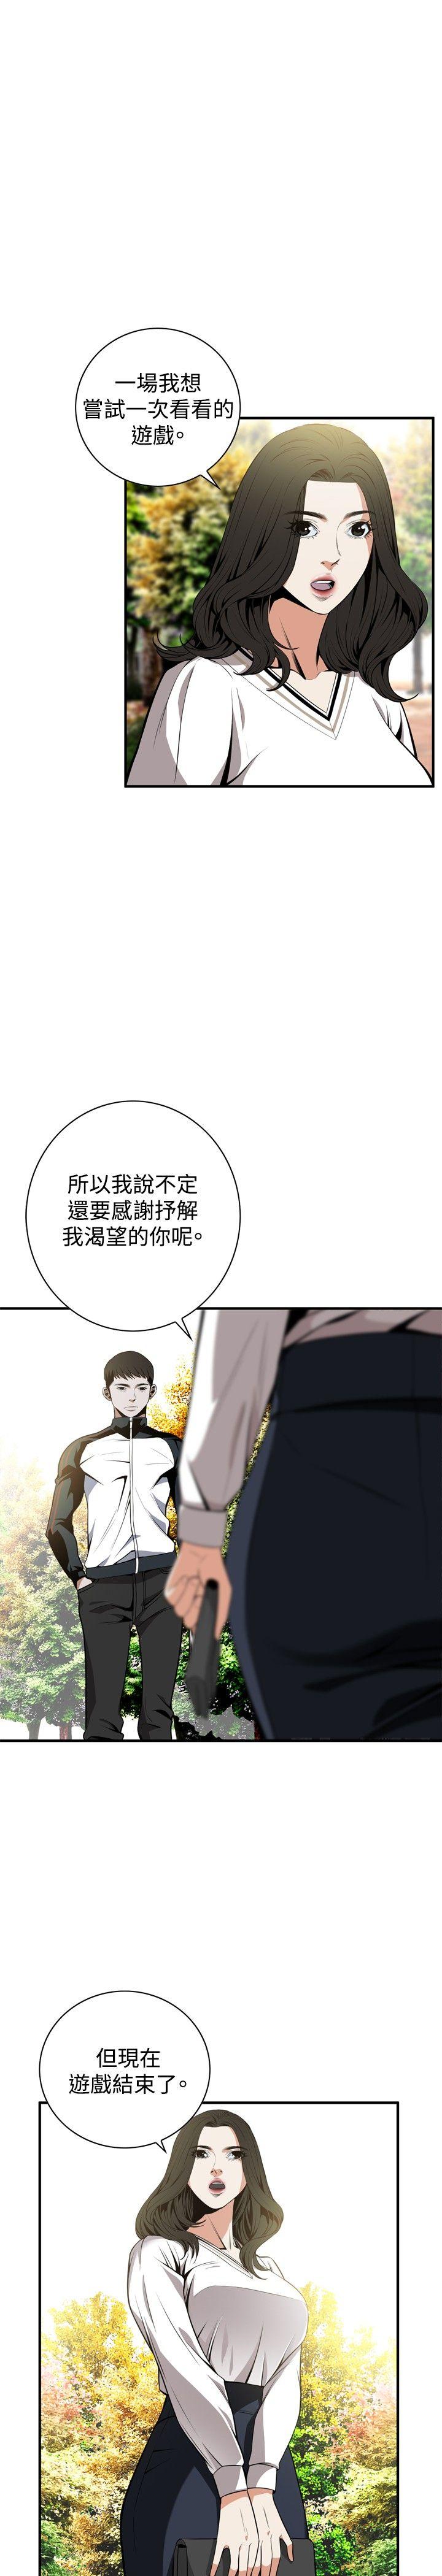 一場我想
嘗試一次看看的
遊戲。
所以我說不定
還要感謝抒解
我渴望的你呢。
但現在
遊戲結束了。